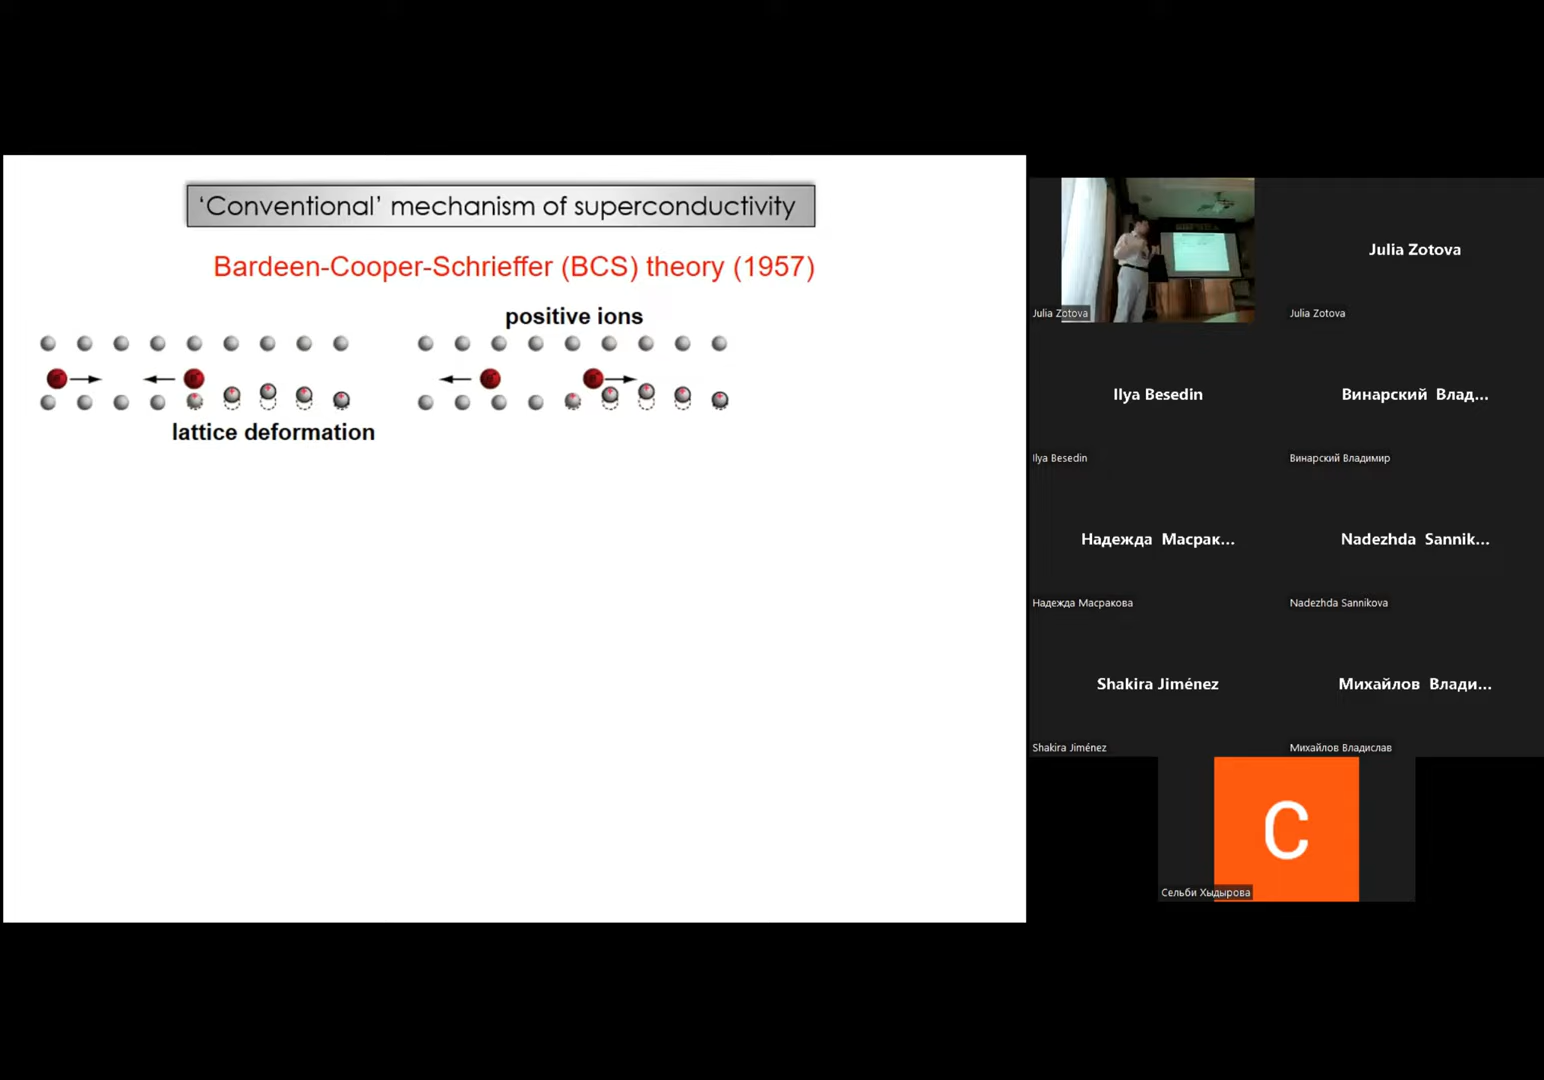 ‘Conventional’ mechanism of superconductivity
Bardeen-Cooper-Schrieffer (BCS) theory (1957)
positive ions
lattice deformation
Julia Zotova
Julia Zotova
Julia Zotova
Ilya Besedin
Ilya Besedin
Винарский Влад...
Винарский Владимир
Надежда Масрак...
Надежда Масракова
Nadezhda Sannik...
Nadezhda Sannikova
Shakira Jiménez
Shakira Jiménez
Михайлов Влади...
Михайлов Владислав
C
Сельби Хыдырова